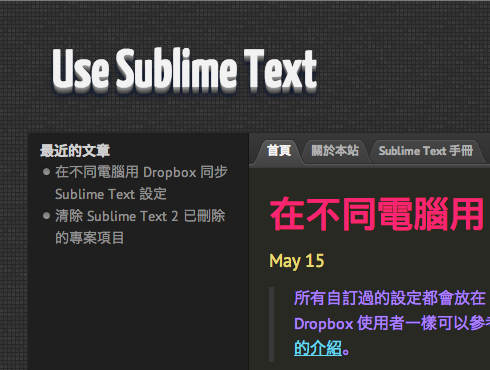 Use Sublime Text
最近的文章
在不同電腦用 Dropbox 同步
Sublime Text 設定
清除 Sublime Text 2 已刪除
的專案項目
首頁
關於本站
Sublime Text 手冊
在不同電腦用
May 15
所有自訂過的設定都會放在
Dropbox 使用者一樣可以參考
的介紹。